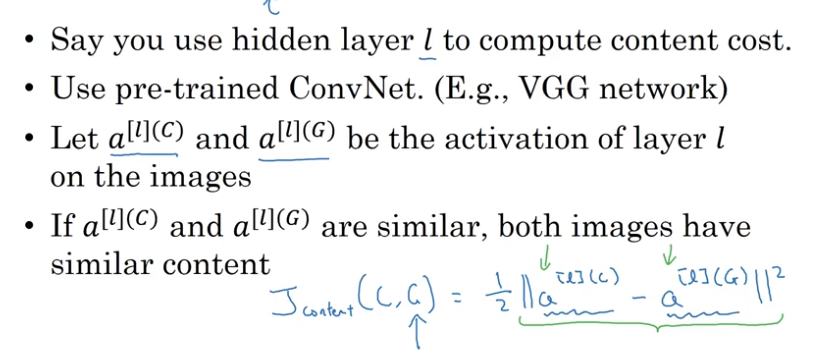 • Say you use hidden layer l to compute content cost.
• Use pre-trained ConvNet. (E.g., VGG network)
• Let a^{[l](C)} and a^{[l](G)} be the activation of layer l
on the images
• If a^{[l](C)} and a^{[l](G)} are similar, both images have
similar content
J_{content}(C,G) = 1/2 ||a^{[l](C)} − a^{[l](G)}||^2